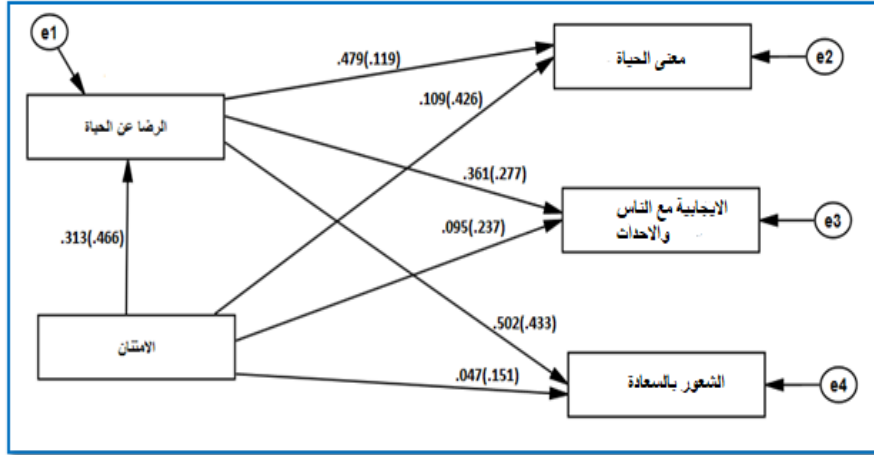 e1
.479(.119)
معنى الحياة
e2
.109(.426)
الرضا عن الحياة
.361(.277)
الايجابية مع الناس
والاحداث
e3
.313(.466)
.095(.237)
.502(.433)
الامتنان
.047(.151)
الشعور بالسعادة
e4